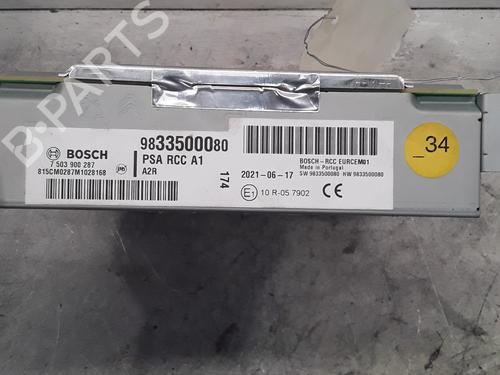 BOSCH
7 503 900 287
815CM0287M1028168
9833500080
PSA RCC A1
A2R
174
2021-06-17
E1 10 R-05 7902
BOSCH-RCC EURCEM01
Made in Portugal
SW 9833500080 HW 9833500080
CE
_34
B-PARTS